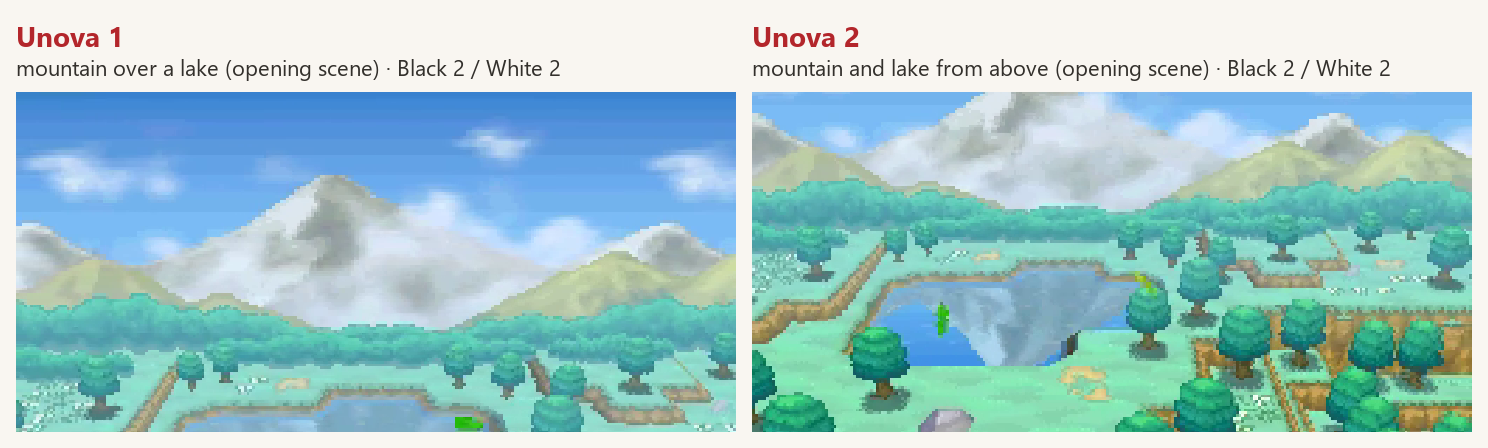 Unova 1
mountain over a lake (opening scene) · Black 2 / White 2
Unova 2
mountain and lake from above (opening scene) · Black 2 / White 2